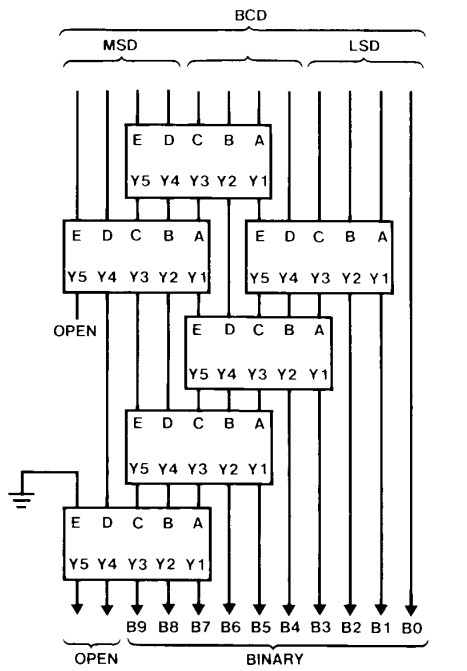 BCD
MSD LSD
E D C B A
Y5 Y4 Y3 Y2 Y1
E D C B A E D C B A
Y5 Y4 Y3 Y2 Y1 Y5 Y4 Y3 Y2 Y1
OPEN
E D C B A
Y5 Y4 Y3 Y2 Y1
E D C B A
Y5 Y4 Y3 Y2 Y1
E D C B A
Y5 Y4 Y3 Y2 Y1
B9 B8 B7 B6 B5 B4 B3 B2 B1 B0
OPEN BINARY